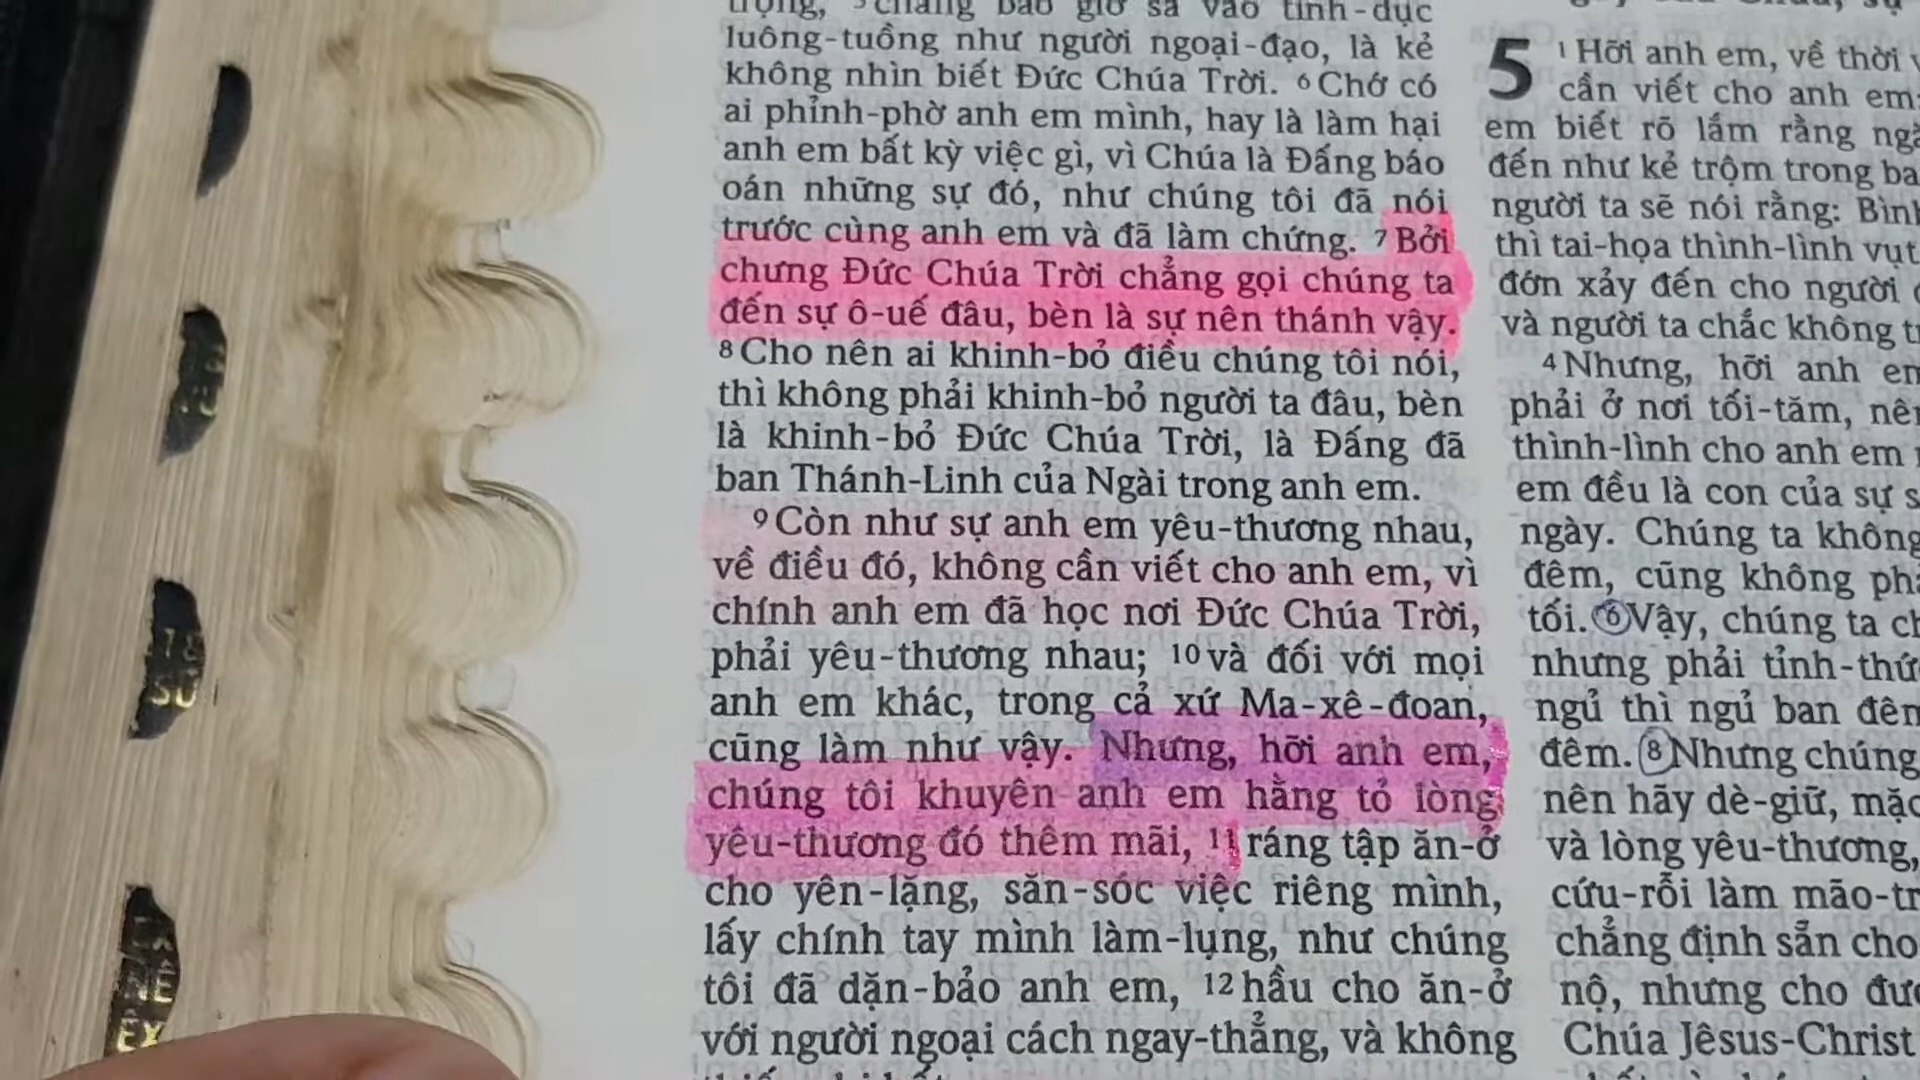 trọng, 5 chẳng bao giờ sa vào tình-dục
luông-tuồng như người ngoại-đạo, là kẻ
không nhìn biết Đức Chúa Trời. 6 Chớ có
ai phỉnh-phờ anh em mình, hay là làm hại
anh em bất kỳ việc gì, vì Chúa là Đấng báo
oán những sự đó, như chúng tôi đã nói
trước cùng anh em và đã làm chứng. 7 Bởi
chưng Đức Chúa Trời chẳng gọi chúng ta
đến sự ô-uế đâu, bèn là sự nên thánh vậy.
8 Cho nên ai khinh-bỏ điều chúng tôi nói,
thì không phải khinh-bỏ người ta đâu, bèn
là khinh-bỏ Đức Chúa Trời, là Đấng đã
ban Thánh-Linh của Ngài trong anh em.
9 Còn như sự anh em yêu-thương nhau,
về điều đó, không cần viết cho anh em, vì
chính anh em đã học nơi Đức Chúa Trời,
phải yêu-thương nhau; 10 và đối với mọi
anh em khác, trong cả xứ Ma-xê-đoan,
cũng làm như vậy. Nhưng, hỡi anh em,
chúng tôi khuyên anh em hằng tỏ lòng
yêu-thương đó thêm mãi, 11 ráng tập ăn-ở
cho yên-lặng, săn-sóc việc riêng mình,
lấy chính tay mình làm-lụng, như chúng
tôi đã dặn-bảo anh em, 12 hầu cho ăn-ở
với người ngoại cách ngay-thẳng, và không
5 1 Hỡi anh em, về thời
cần viết cho anh em
em biết rõ lắm rằng
đến như kẻ trộm trong
người ta sẽ nói rằng:
thì tai-họa thình-lình vụt
đớn xảy đến cho người
và người ta chắc không
4 Nhưng, hỡi anh
phải ở nơi tối-tăm,
thình-lình cho anh em
em đều là con của sự
ngày. Chúng ta không
đêm, cũng không
tối. 6 Vậy, chúng ta
nhưng phải tỉnh-thức
ngủ thì ngủ ban đêm
đêm. 8 Nhưng chúng
nên hãy dè-giữ,
và lòng yêu-thương,
cứu-rỗi làm
chẳng định sẵn cho
nộ, nhưng cho
Chúa Jêsus-Christ